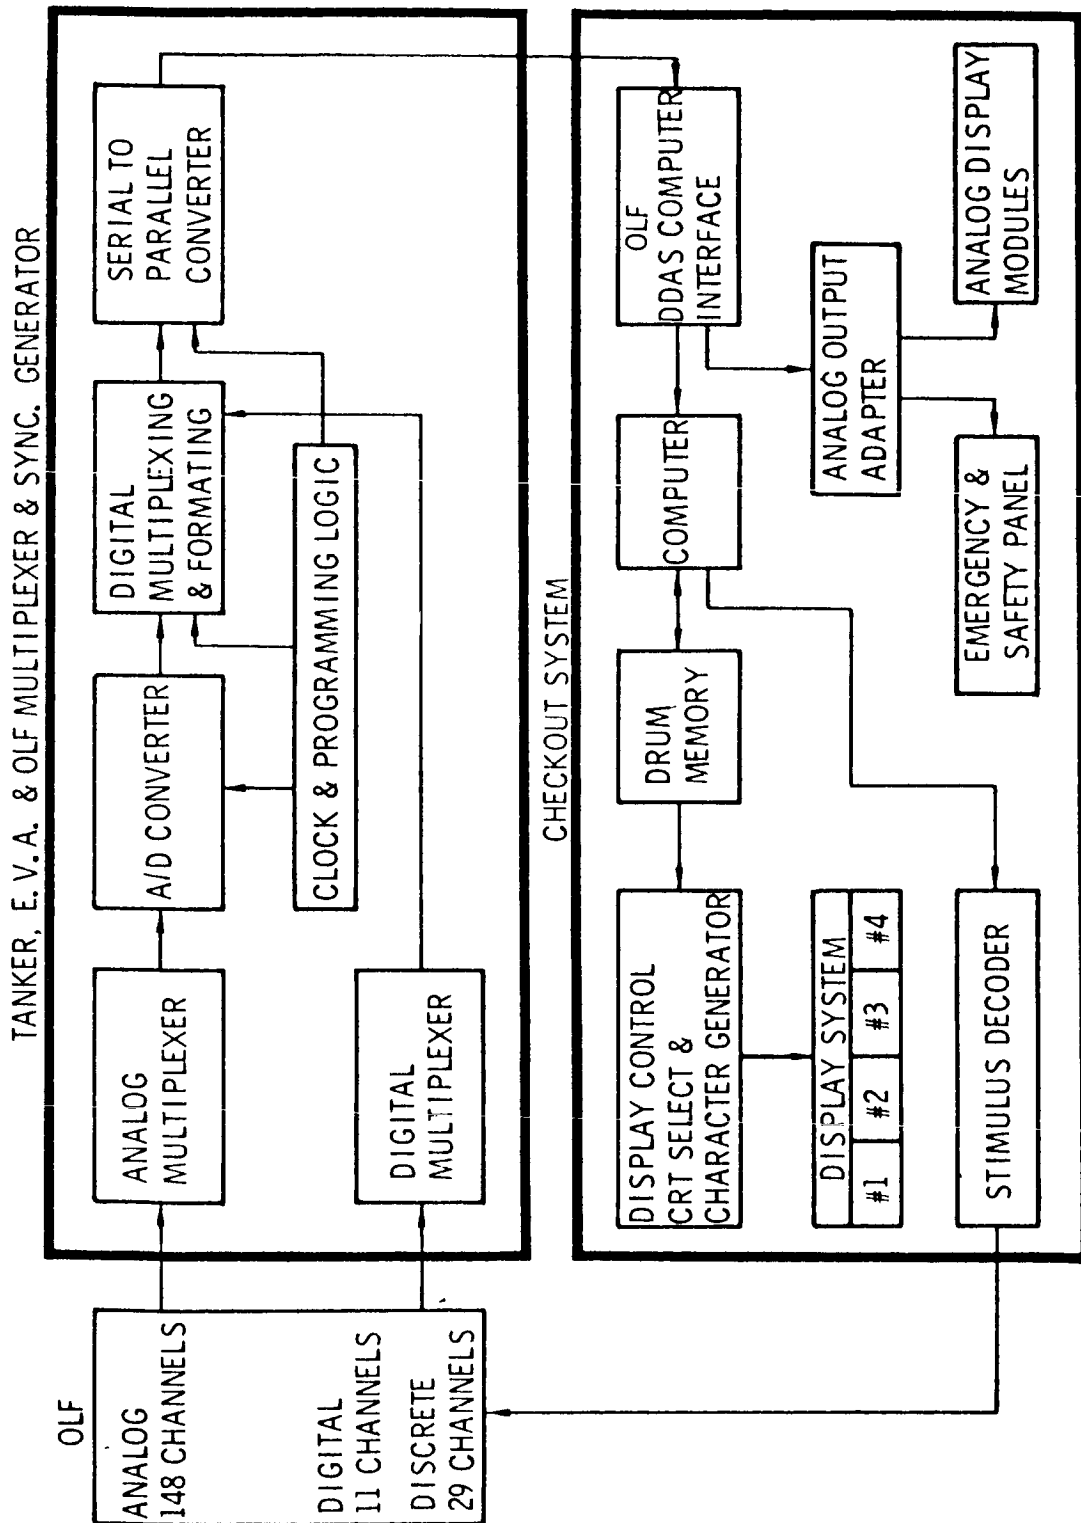 TANKER, E.V.A. & OLF MULTIPLEXER & SYNC. GENERATOR
OLF
ANALOG
148 CHANNELS
DIGITAL
11 CHANNELS
DISCRETE
29 CHANNELS
ANALOG
MULTIPLEXER
A/D CONVERTER
DIGITAL
MULTIPLEXING
& FORMATING
SERIAL TO
PARALLEL
CONVERTER
CLOCK & PROGRAMMING LOGIC
DIGITAL
MULTIPLEXER
CHECKOUT SYSTEM
DISPLAY CONTROL
CRT SELECT &
CHARACTER GENERATOR
DRUM
MEMORY
COMPUTER
OLF
DDAS COMPUTER
INTERFACE
DISPLAY SYSTEM
#1 #2 #3 #4
ANALOG OUTPUT
ADAPTER
STIMULUS DECODER
EMERGENCY &
SAFETY PANEL
ANALOG DISPLAY
MODULES